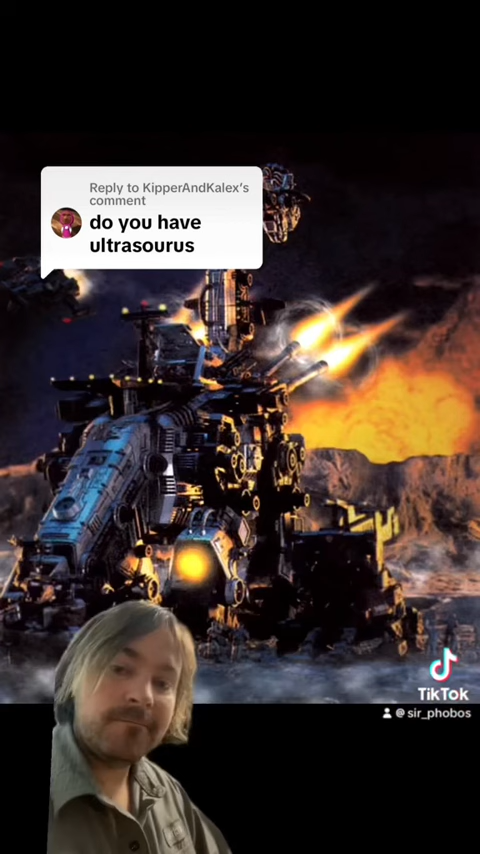 Reply to KipperAndKalex’s
comment
do you have
ultrasourus
TikTok
@ sir_phobos